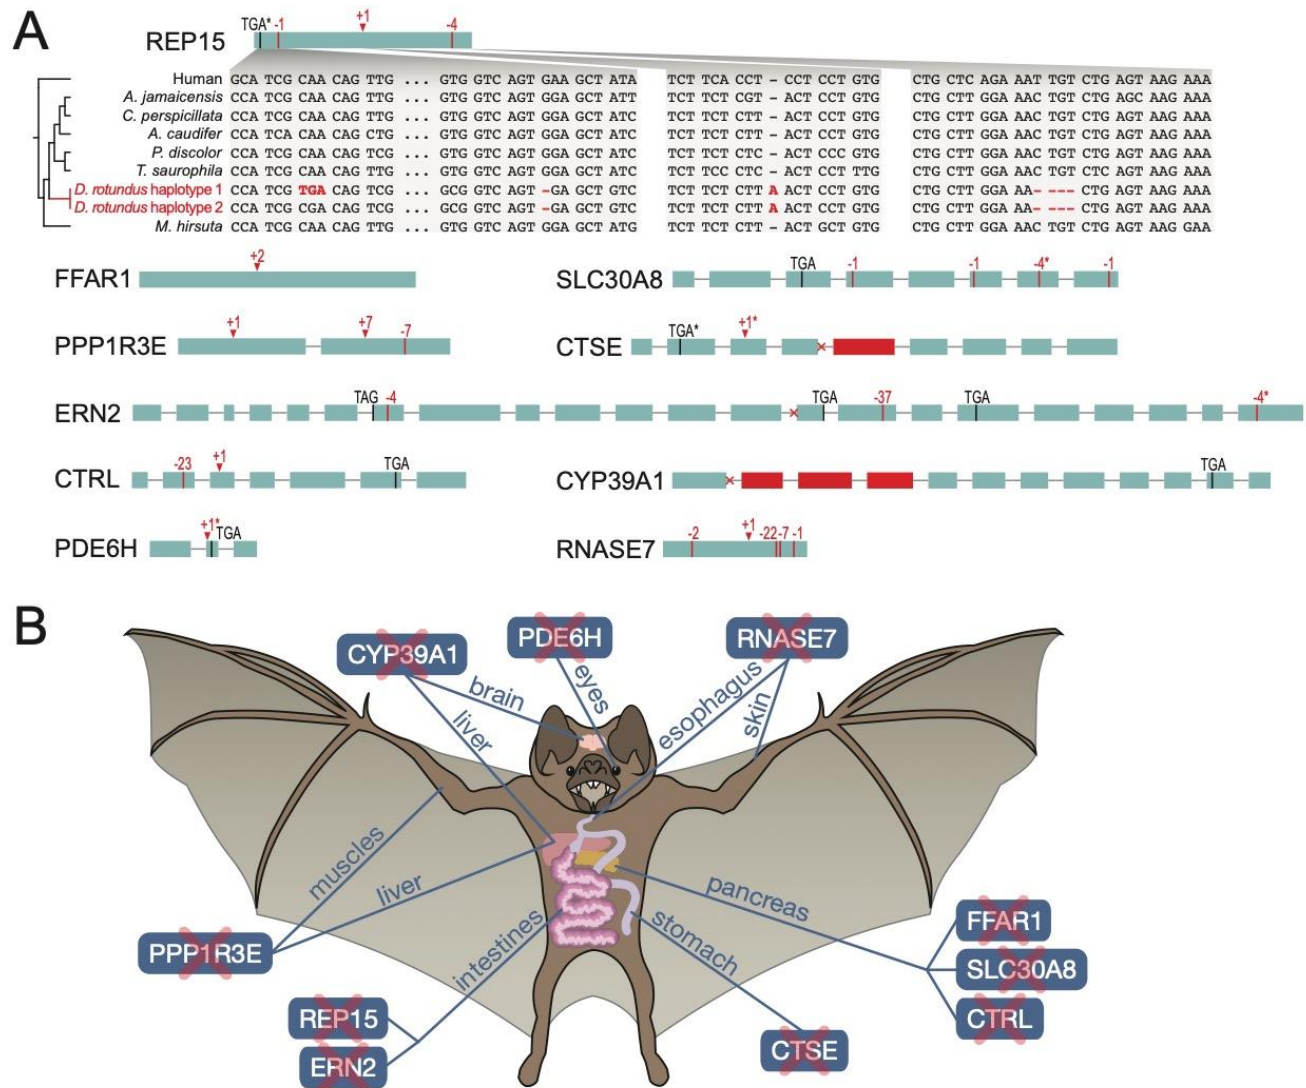 A
REP15
TGA* -1 +1 -4
Human GCA TCG CAA CAG TTG ... GTG GTC AGT GAA GCT ATA TCT TCA CCT – CCT CCT GTG CTG CTC AGA AAT TGT CTG AGT AAG AAA
A. jamaicensis CCA TCG CAA CAG TTG ... GTG GTC AGT GGA GCT ATT TCT TCT CGT – ACT CCT GTG CTG CTT GGA AAC TGT CTG AGC AAG AAA
C. perspicillata CCA TCG CAA CAG TTG ... GTG GTC AGT GGA GCT ATC TCT TCT CTT – ACT CCT GTG CTG CTT GGA AAC TGT CTG AGT AAG AAA
A. caudifer CCA TCA CAA CAG CTG ... GTG GTC AGT GGA GCT ATC TCT TCT CTT – ACT CCT GTG CTG CTT GGA AAC TGT CTG AGT AAG AAA
P. discolor CCA TCG CAA CAG TCG ... GTG GTC AGT GGA GCT ATC TCT TCT CTC – ACT CCC GTG CTG CTT GGA AAC TGT CTG AGT AAG AAA
T. saurophila CCA TCG CAA CAG TCG ... GTG GTC AGT GGA GCT ATC TCT TCC CTC – ACT CCT TTG CTG CTT GGA AAC TGT CTG AGT AAG AAA
D. rotundus haplotype 1 CCA TCG TGA CAG TCG ... GCG GTC AGT –GA GCT GTC TCT TCT CTT A ACT CCT GTG CTG CTT GGA AA– ––– CTG AGT AAG AAA
D. rotundus haplotype 2 CCA TCG CGA CAG TCG ... GCG GTC AGT –GA GCT GTC TCT TCT CTT A ACT CCT GTG CTG CTT GGA AA– ––– CTG AGT AAG AAA
M. hirsuta CCA TCG CAA CAG TTG ... GTG GTC AGT GGA GCT ATG TCT TCT CTT – ACT GCT GTG CTG CTT GGA AAC TGT CTG AGT AAG GAA
FFAR1 +2
SLC30A8 TGA -1 -1 -4* -1
PPP1R3E +1 +7 -7
CTSE TGA* +1* ×
ERN2 TAG -4 × TGA -37 TGA -4*
CTRL -23 +1 TGA
CYP39A1 × TGA
PDE6H +1* TGA
RNASE7 -2 +1 -22 -7 -1
B
CYP39A1
PDE6H
RNASE7
brain
liver
eyes
esophagus
skin
muscles
liver
intestines
pancreas
stomach
PPP1R3E
REP15
ERN2
FFAR1
SLC30A8
CTRL
CTSE